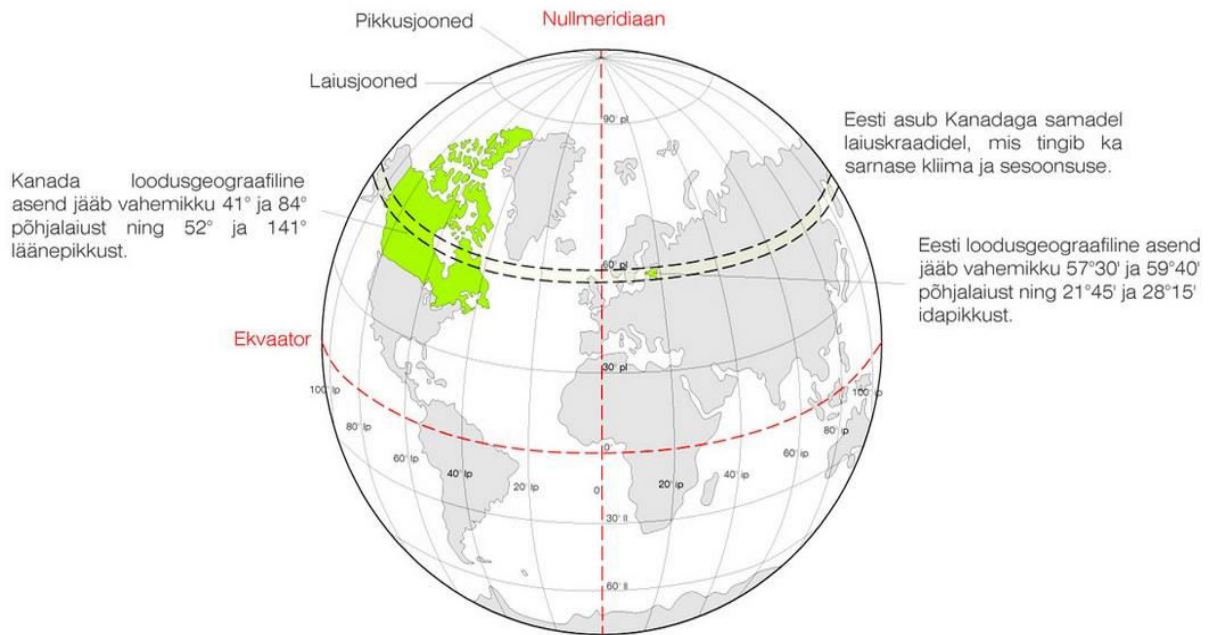 Nullmeridiaan
Pikkusjooned
Laiusjooned
90° pl
Eesti asub Kanadaga samadel
laiuskraadidel, mis tingib ka
sarnase kliima ja sesoonsuse.
Kanada loodusgeograafiline
asend jääb vahemikku 41° ja 84°
põhjalaiust ning 52° ja 141°
läänepikkust.
Eesti loodusgeograafiline asend
jääb vahemikku 57°30' ja 59°40'
põhjalaiust ning 21°45' ja 28°15'
idapikkust.
60° pl
Ekvaator
30° pl
100° lp
80° lp
60° lp
40° lp
20° lp
0°
0°
20° ip
40° ip
60° ip
80° ip
100° ip
30° ll
60° ll